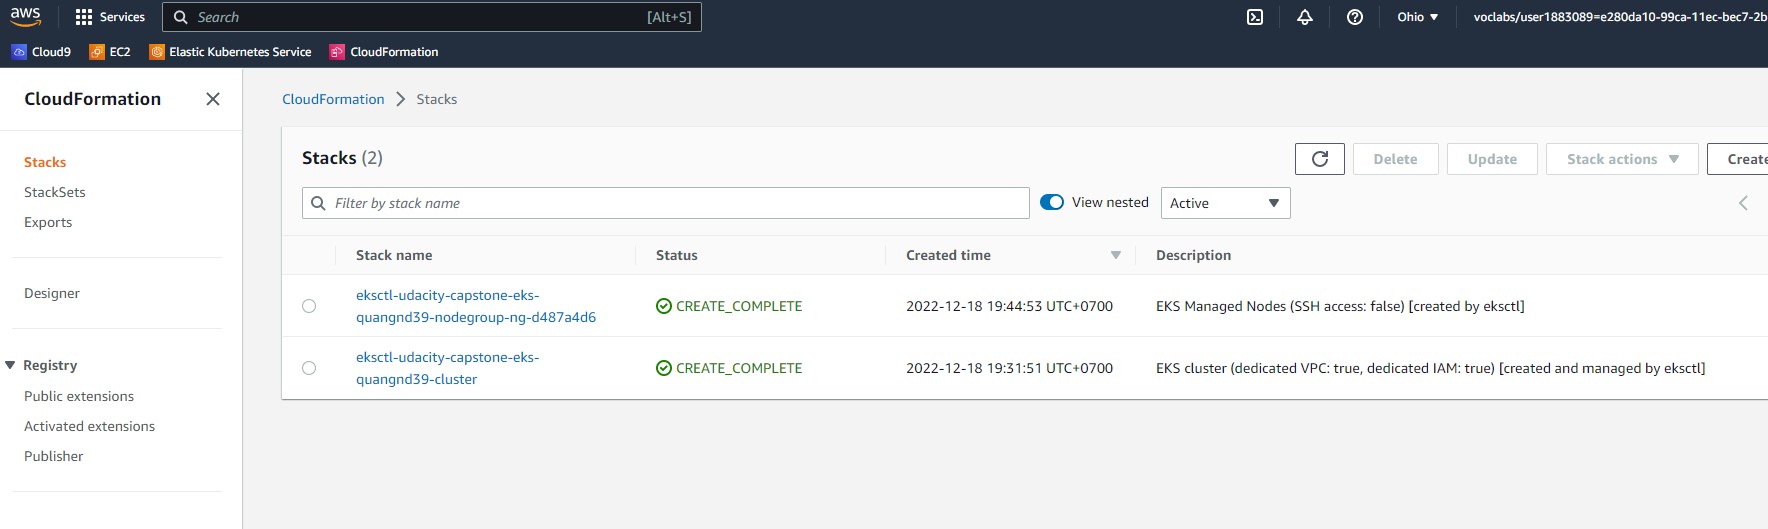 aws
Services
Search
[Alt+S]
Ohio
voclabs/user1883089=e280da10-99ca-11ec-bec7-2b
Cloud9
EC2
Elastic Kubernetes Service
CloudFormation
CloudFormation
Stacks
StackSets
Exports
Designer
Registry
Public extensions
Activated extensions
Publisher
CloudFormation
Stacks
Stacks (2)
Delete
Update
Stack actions
Create
Filter by stack name
View nested
Active
Stack name
Status
Created time
Description
eksctl-udacity-capstone-eks-
quangnd39-nodegroup-ng-d487a4d6
CREATE_COMPLETE
2022-12-18 19:44:53 UTC+0700
EKS Managed Nodes (SSH access: false) [created by eksctl]
eksctl-udacity-capstone-eks-
quangnd39-cluster
CREATE_COMPLETE
2022-12-18 19:31:51 UTC+0700
EKS cluster (dedicated VPC: true, dedicated IAM: true) [created and managed by eksctl]